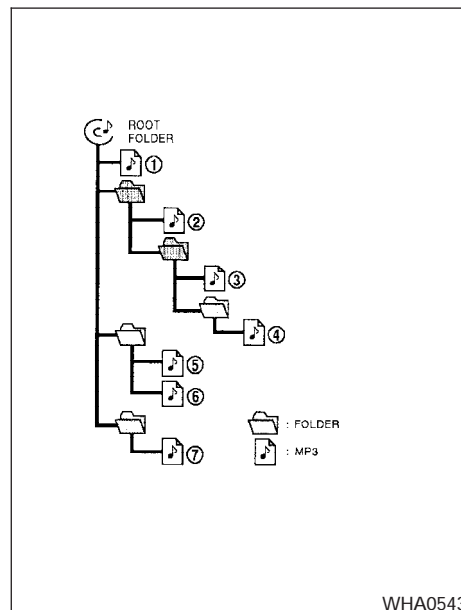 ROOT
FOLDER
①
②
③
④
⑤
⑥
⑦
: FOLDER
: MP3
WHA0543